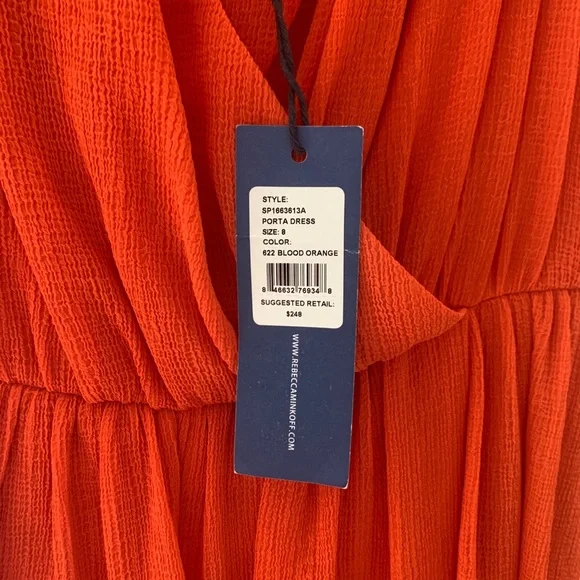 STYLE:
SP1663613A
PORTA DRESS
SIZE: 8
COLOR:
622 BLOOD ORANGE
8 46632 76934 8
SUGGESTED RETAIL:
$248
WWW.REBECCAMINKOFF.COM